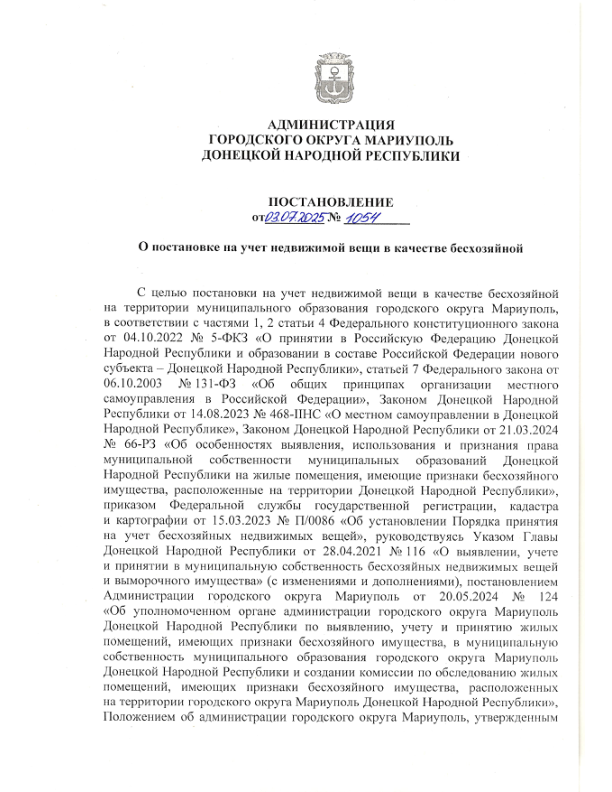 АДМИНИСТРАЦИЯ
ГОРОДСКОГО ОКРУГА МАРИУПОЛЬ
ДОНЕЦКОЙ НАРОДНОЙ РЕСПУБЛИКИ
ПОСТАНОВЛЕНИЕ
от 03.07.2025 № 1054
О постановке на учет недвижимой вещи в качестве бесхозяйной
С целью постановки на учет недвижимой вещи в качестве бесхозяйной
на территории муниципального образования городского округа Мариуполь,
в соответствии с частями 1, 2 статьи 4 Федерального конституционного закона
от 04.10.2022 № 5-ФКЗ «О принятии в Российскую Федерацию Донецкой
Народной Республики и образовании в составе Российской Федерации нового
субъекта – Донецкой Народной Республики», статьей 7 Федерального закона от
06.10.2003 № 131-ФЗ «Об общих принципах организации местного
самоуправления в Российской Федерации», Законом Донецкой Народной
Республики от 14.08.2023 № 468-IIНС «О местном самоуправлении в Донецкой
Народной Республике», Законом Донецкой Народной Республики от 21.03.2024
№ 66-РЗ «Об особенностях выявления, использования и признания права
муниципальной собственности муниципальных образований Донецкой
Народной Республики на жилые помещения, имеющие признаки бесхозяйного
имущества, расположенные на территории Донецкой Народной Республики»,
приказом Федеральной службы государственной регистрации, кадастра
и картографии от 15.03.2023 № П/0086 «Об установлении Порядка принятия
на учет бесхозяйных недвижимых вещей», руководствуясь Указом Главы
Донецкой Народной Республики от 28.04.2021 № 116 «О выявлении, учете
и принятии в муниципальную собственность бесхозяйных недвижимых вещей
и выморочного имущества» (с изменениями и дополнениями), постановлением
Администрации городского округа Мариуполь от 20.05.2024 № 124
«Об уполномоченном органе администрации городского округа Мариуполь
Донецкой Народной Республики по выявлению, учету и принятию жилых
помещений, имеющих признаки бесхозяйного имущества, в муниципальную
собственность муниципального образования городского округа Мариуполь
Донецкой Народной Республики и создании комиссии по обследованию жилых
помещений, имеющих признаки бесхозяйного имущества, расположенных
на территории городского округа Мариуполь Донецкой Народной Республики»,
Положением об администрации городского округа Мариуполь, утвержденным